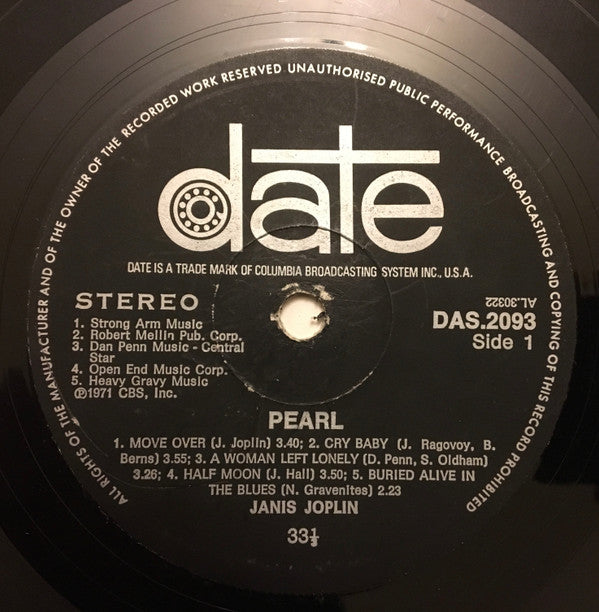 ALL RIGHTS OF THE MANUFACTURER AND OF THE OWNER OF THE RECORDED WORK RESERVED UNAUTHORISED PUBLIC PERFORMANCE BROADCASTING AND COPYING OF THIS RECORD PROHIBITED
date
DATE IS A TRADE MARK OF COLUMBIA BROADCASTING SYSTEM INC., U.S.A.
STEREO
1. Strong Arm Music
2. Robert Mellin Pub. Corp.
3. Dan Penn Music - Central
Star
4. Open End Music Corp.
5. Heavy Gravy Music
℗1971 CBS, Inc.
AL.30322
DAS.2093
Side 1
PEARL
1. MOVE OVER (J. Joplin) 3.40; 2. CRY BABY (J. Ragovoy, B.
Berns) 3.55; 3. A WOMAN LEFT LONELY (D. Penn, S. Oldham)
3.26; 4. HALF MOON (J. Hall) 3.50; 5. BURIED ALIVE IN
THE BLUES (N. Gravenites) 2.23
JANIS JOPLIN
33⅓